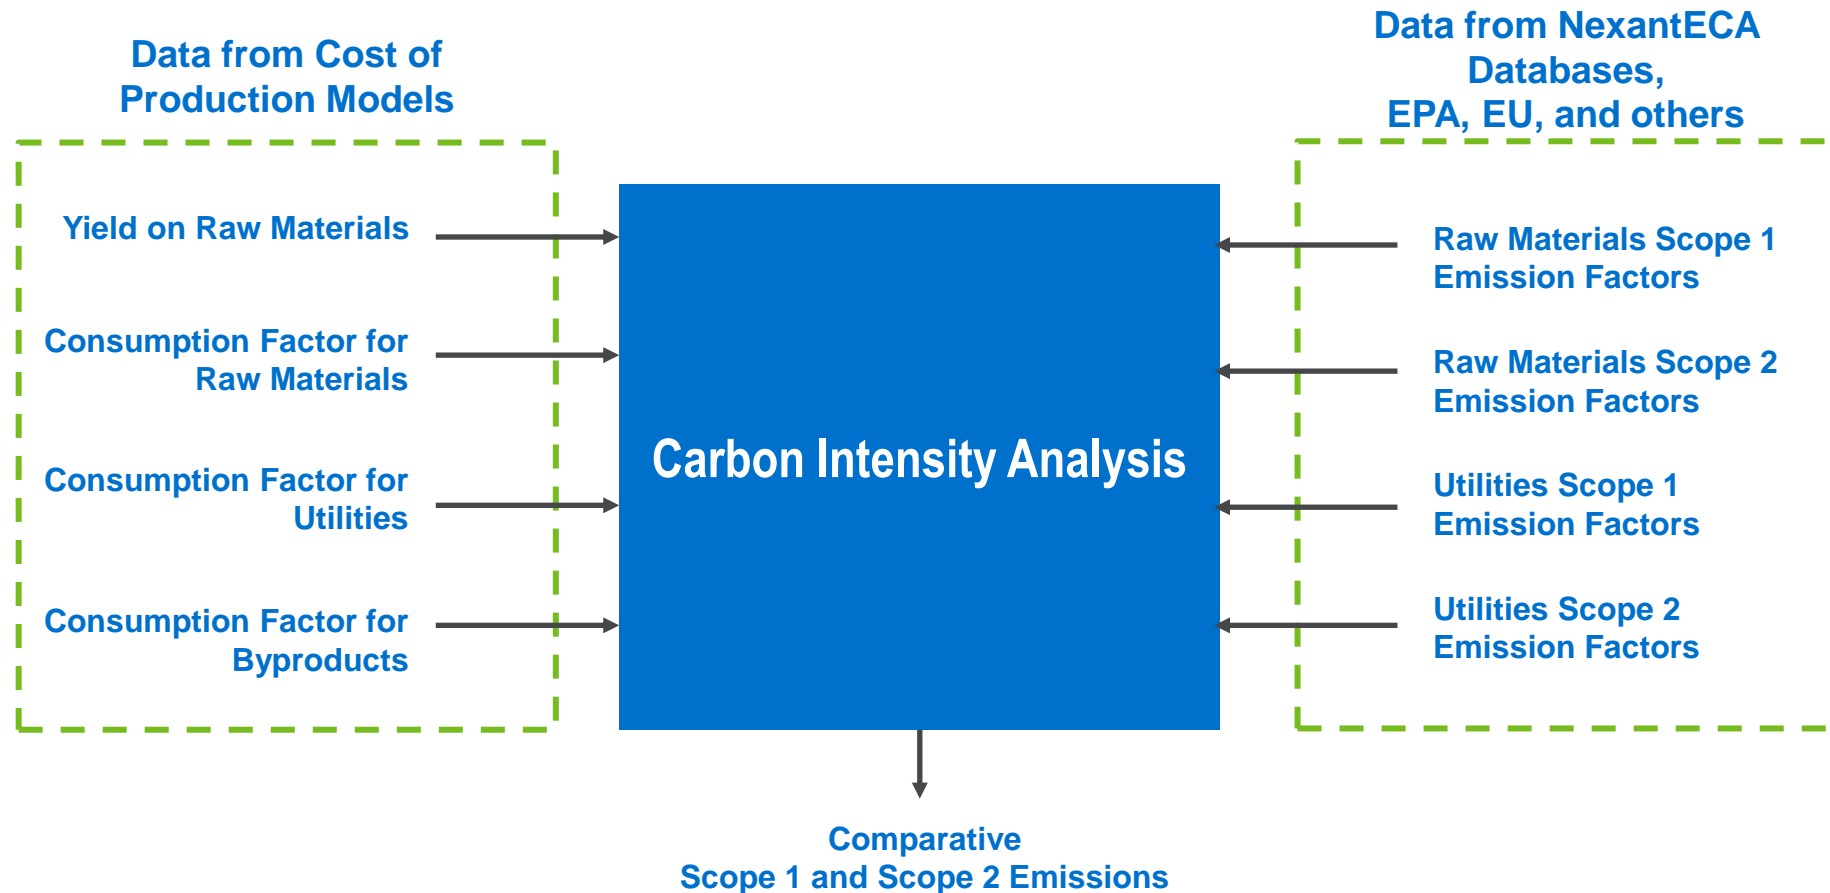 Data from Cost of
Production Models
Yield on Raw Materials
Consumption Factor for
Raw Materials
Consumption Factor for
Utilities
Consumption Factor for
Byproducts
Carbon Intensity Analysis
Data from NexantECA
Databases,
EPA, EU, and others
Raw Materials Scope 1
Emission Factors
Raw Materials Scope 2
Emission Factors
Utilities Scope 1
Emission Factors
Utilities Scope 2
Emission Factors
Comparative
Scope 1 and Scope 2 Emissions